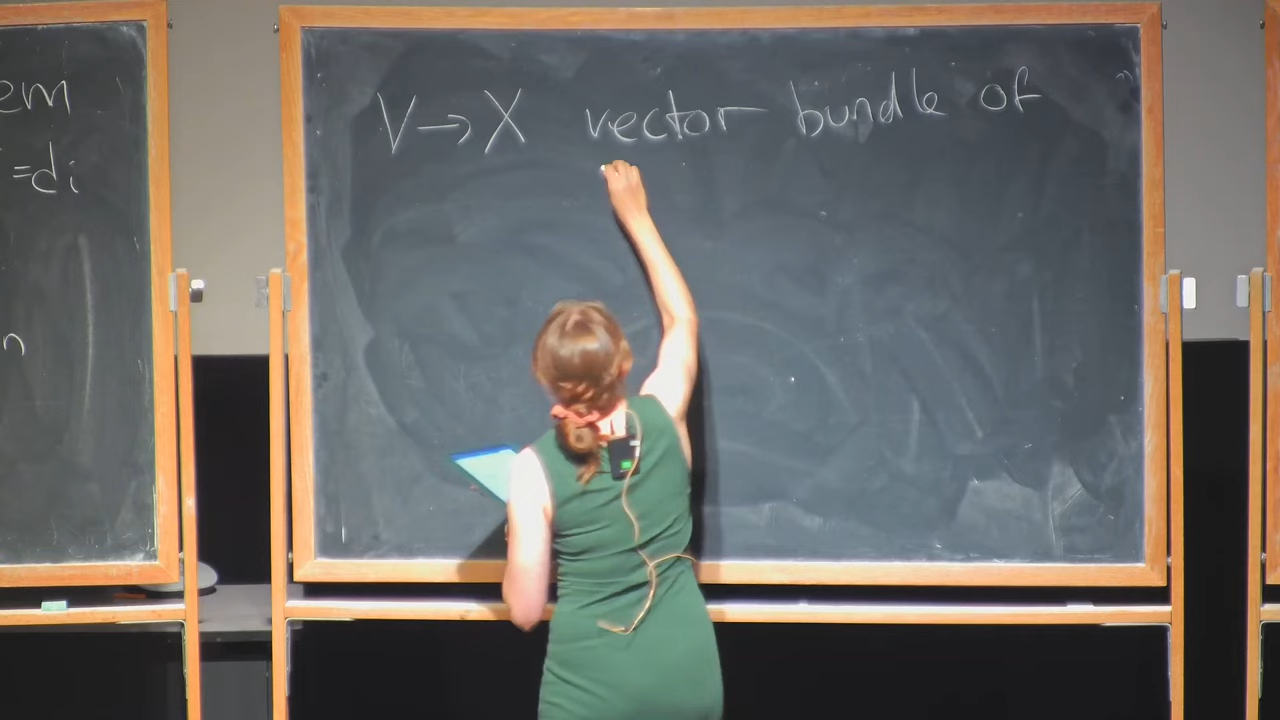 em
=di
n
V → X vector bundle of